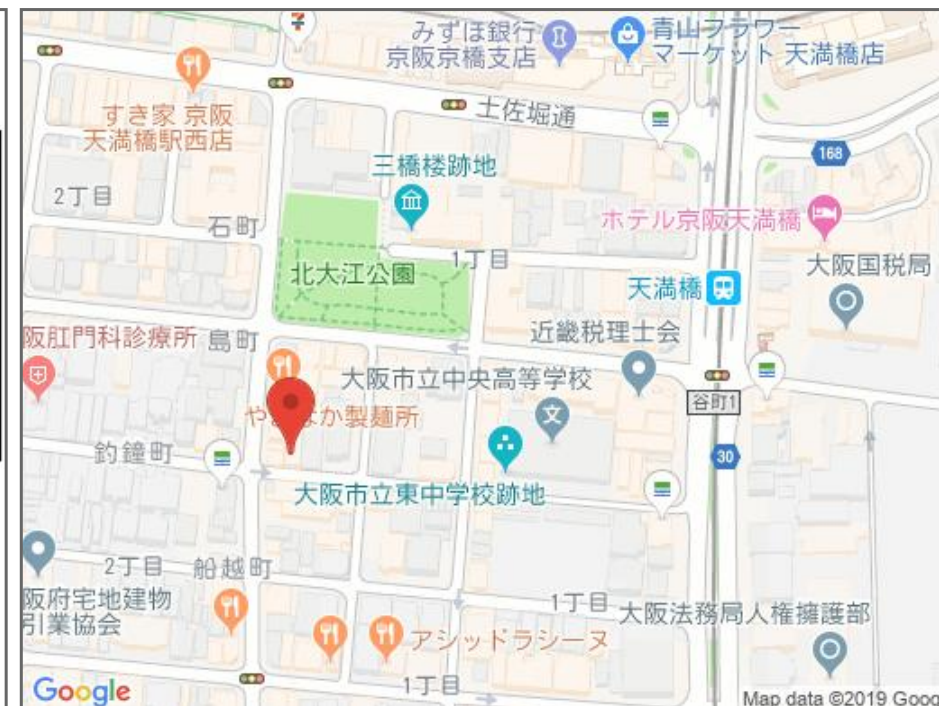 みずほ銀行
京阪京橋支店
青山フラワー
マーケット 天満橋店
すき家 京阪
天満橋駅西店
土佐堀通
168
三橋楼跡地
2丁目
石町
ホテル京阪天満橋
1丁目
北大江公園
天満橋
大阪国税局
近畿税理士会
阪肛門科診療所
島町
大阪市立中央高等学校
文
谷町1
か製麺所
釣鐘町
30
大阪市立東中学校跡地
2丁目
船越町
阪府宅地建物
引業協会
1丁目
大阪法務局人権擁護部
アシッドラシーヌ
1丁目
Google
Map data ©2019 Goog